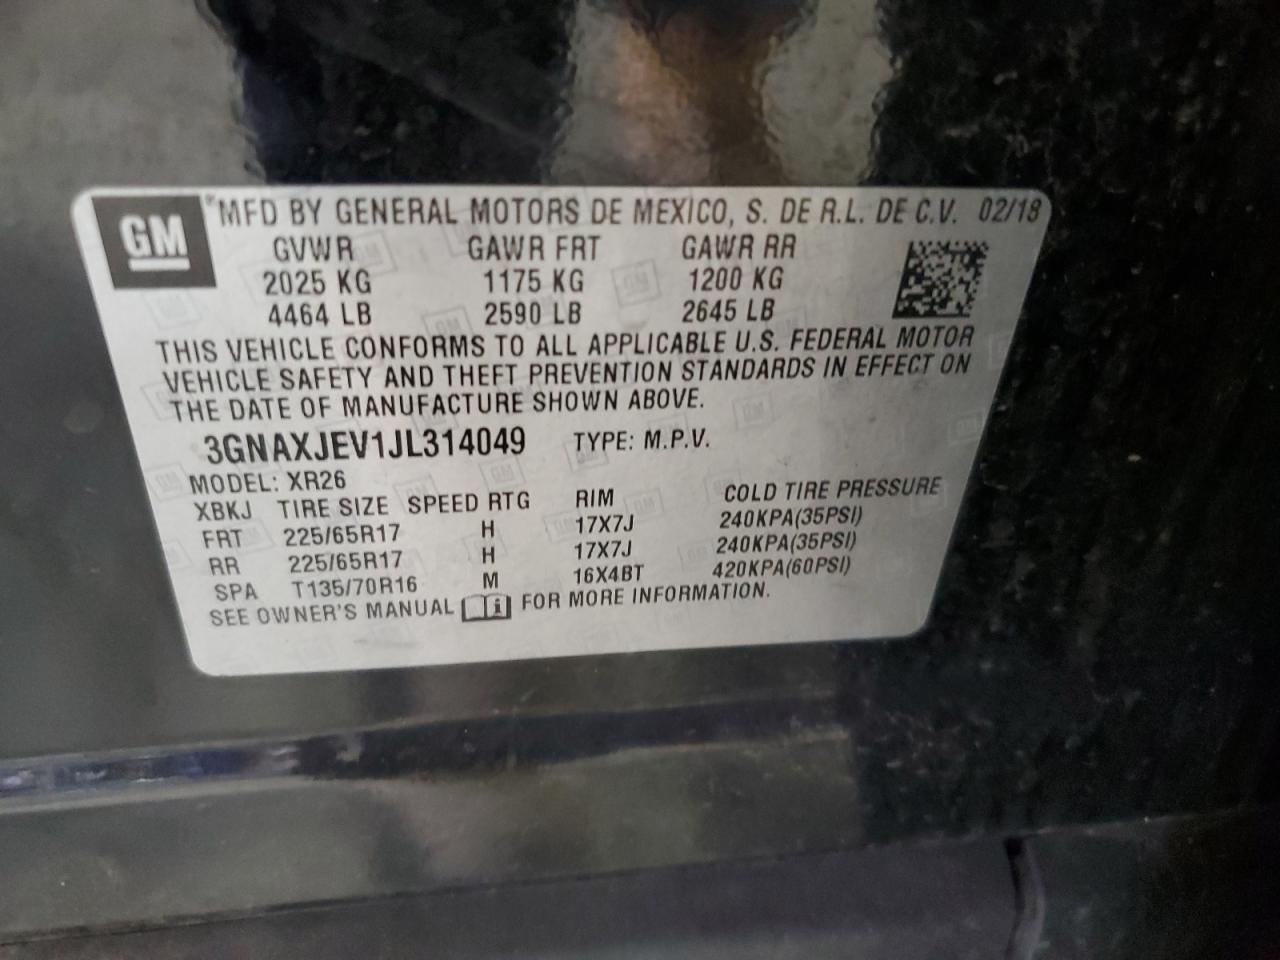 GM
*MFD BY GENERAL MOTORS DE MEXICO, S. DE R.L. DE C.V. 02/18
GVWR GAWR FRT GAWR RR
2025 KG 1175 KG 1200 KG
4464 LB 2590 LB 2645 LB
THIS VEHICLE CONFORMS TO ALL APPLICABLE U.S. FEDERAL MOTOR
VEHICLE SAFETY AND THEFT PREVENTION STANDARDS IN EFFECT ON
THE DATE OF MANUFACTURE SHOWN ABOVE.
3GNAXJEV1JL314049 TYPE: M.P.V.
MODEL: XR26
XBKJ TIRE SIZE SPEED RTG RIM COLD TIRE PRESSURE
FRT 225/65R17 H 17X7J 240KPA(35PSI)
RR 225/65R17 H 17X7J 240KPA(35PSI)
SPA T135/70R16 M 16X4BT 420KPA(60PSI)
SEE OWNER'S MANUAL i FOR MORE INFORMATION.